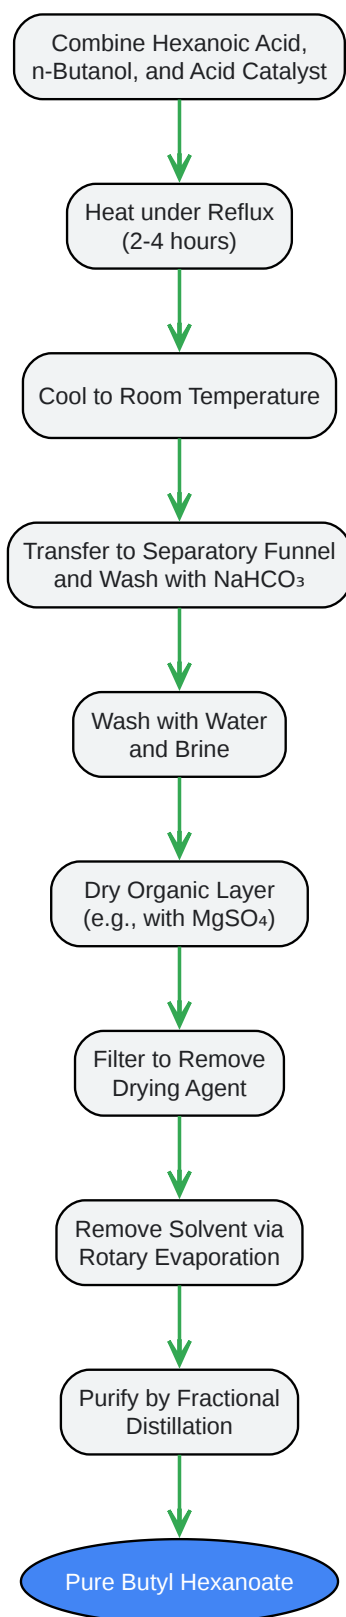 Combine Hexanoic Acid,
n-Butanol, and Acid Catalyst
Heat under Reflux
(2-4 hours)
Cool to Room Temperature
Transfer to Separatory Funnel
and Wash with NaHCO₃
Wash with Water
and Brine
Dry Organic Layer
(e.g., with MgSO₄)
Filter to Remove
Drying Agent
Remove Solvent via
Rotary Evaporation
Purify by Fractional
Distillation
Pure Butyl Hexanoate